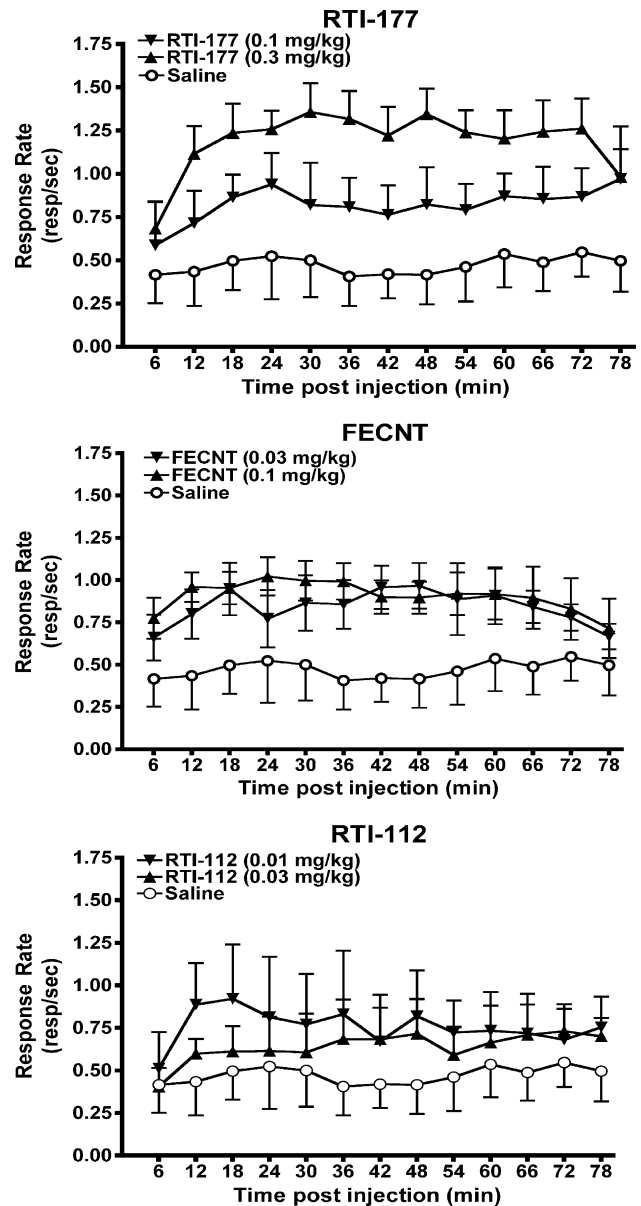 RTI-177
RTI-177 (0.1 mg/kg)
RTI-177 (0.3 mg/kg)
Saline
Response Rate
(resp/sec)
1.75
1.50
1.25
1.00
0.75
0.50
0.25
0.00
6 12 18 24 30 36 42 48 54 60 66 72 78
Time post injection (min)
FECNT
FECNT (0.03 mg/kg)
FECNT (0.1 mg/kg)
Saline
Response Rate
(resp/sec)
1.75
1.50
1.25
1.00
0.75
0.50
0.25
0.00
6 12 18 24 30 36 42 48 54 60 66 72 78
Time post injection (min)
RTI-112
RTI-112 (0.01 mg/kg)
RTI-112 (0.03 mg/kg)
Saline
Response Rate
(resp/sec)
1.75
1.50
1.25
1.00
0.75
0.50
0.25
0.00
6 12 18 24 30 36 42 48 54 60 66 72 78
Time post injection (min)